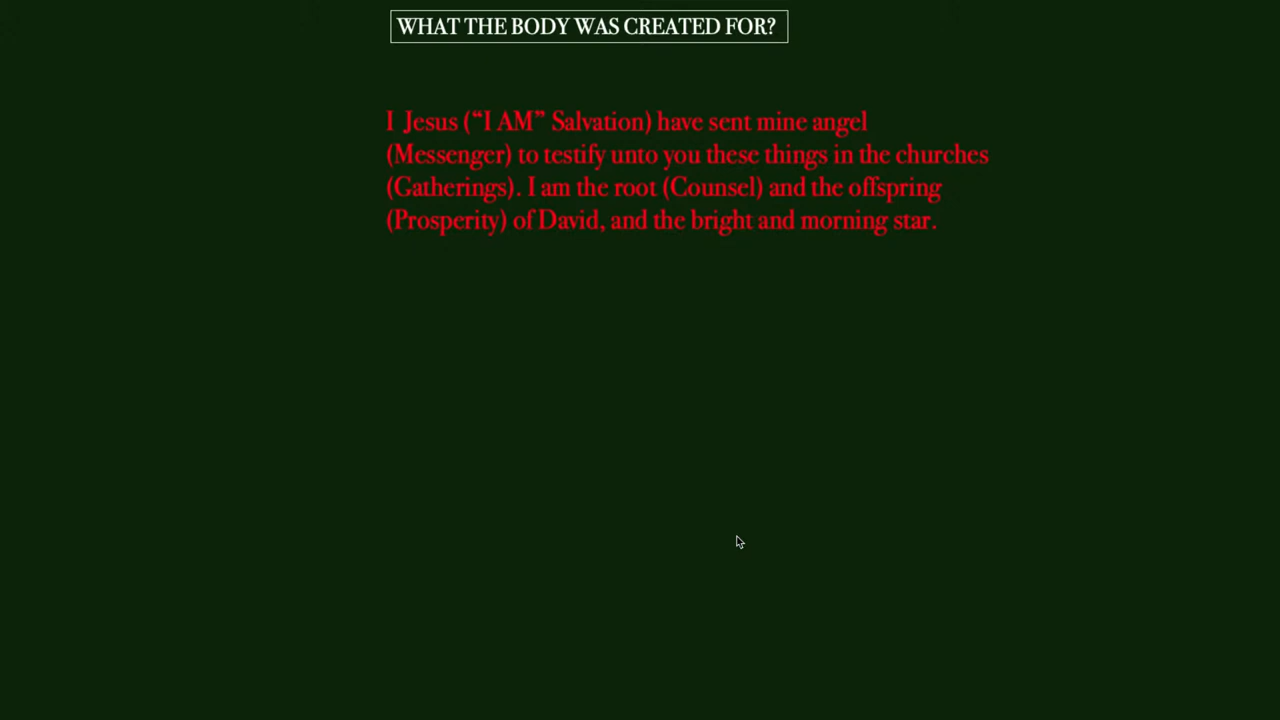 WHAT THE BODY WAS CREATED FOR?
I Jesus (“I AM” Salvation) have sent mine angel
(Messenger) to testify unto you these things in the churches
(Gatherings). I am the root (Counsel) and the offspring
(Prosperity) of David, and the bright and morning star.